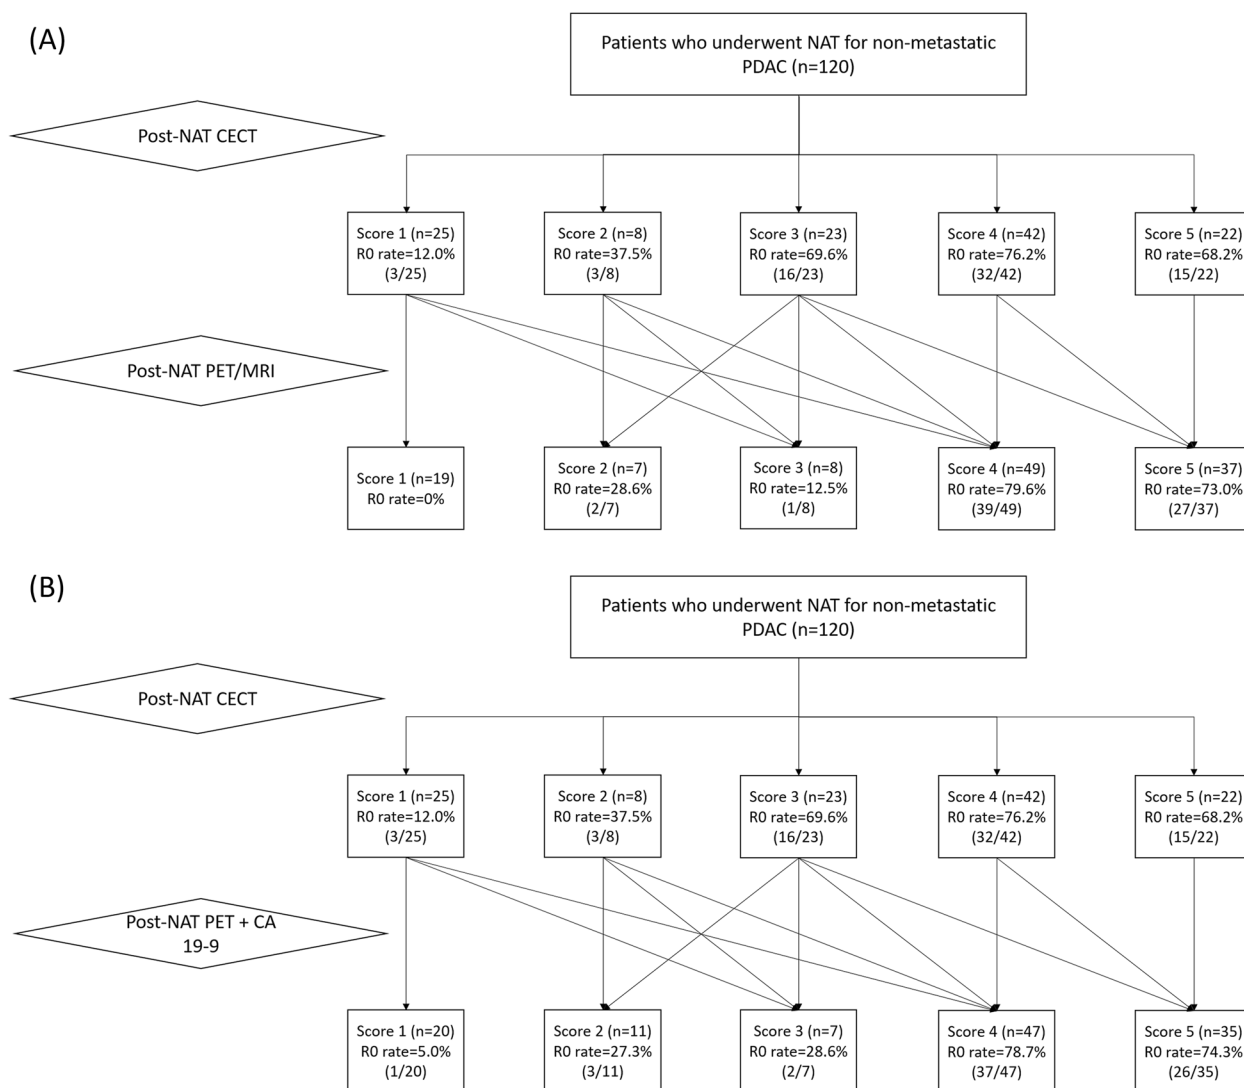 (A)
Patients who underwent NAT for non-metastatic
PDAC (n=120)
Post-NAT CECT
Score 1 (n=25)
R0 rate=12.0%
(3/25)
Score 2 (n=8)
R0 rate=37.5%
(3/8)
Score 3 (n=23)
R0 rate=69.6%
(16/23)
Score 4 (n=42)
R0 rate=76.2%
(32/42)
Score 5 (n=22)
R0 rate=68.2%
(15/22)
Post-NAT PET/MRI
Score 1 (n=19)
R0 rate=0%
Score 2 (n=7)
R0 rate=28.6%
(2/7)
Score 3 (n=8)
R0 rate=12.5%
(1/8)
Score 4 (n=49)
R0 rate=79.6%
(39/49)
Score 5 (n=37)
R0 rate=73.0%
(27/37)
(B)
Patients who underwent NAT for non-metastatic
PDAC (n=120)
Post-NAT CECT
Score 1 (n=25)
R0 rate=12.0%
(3/25)
Score 2 (n=8)
R0 rate=37.5%
(3/8)
Score 3 (n=23)
R0 rate=69.6%
(16/23)
Score 4 (n=42)
R0 rate=76.2%
(32/42)
Score 5 (n=22)
R0 rate=68.2%
(15/22)
Post-NAT PET + CA
19-9
Score 1 (n=20)
R0 rate=5.0%
(1/20)
Score 2 (n=11)
R0 rate=27.3%
(3/11)
Score 3 (n=7)
R0 rate=28.6%
(2/7)
Score 4 (n=47)
R0 rate=78.7%
(37/47)
Score 5 (n=35)
R0 rate=74.3%
(26/35)